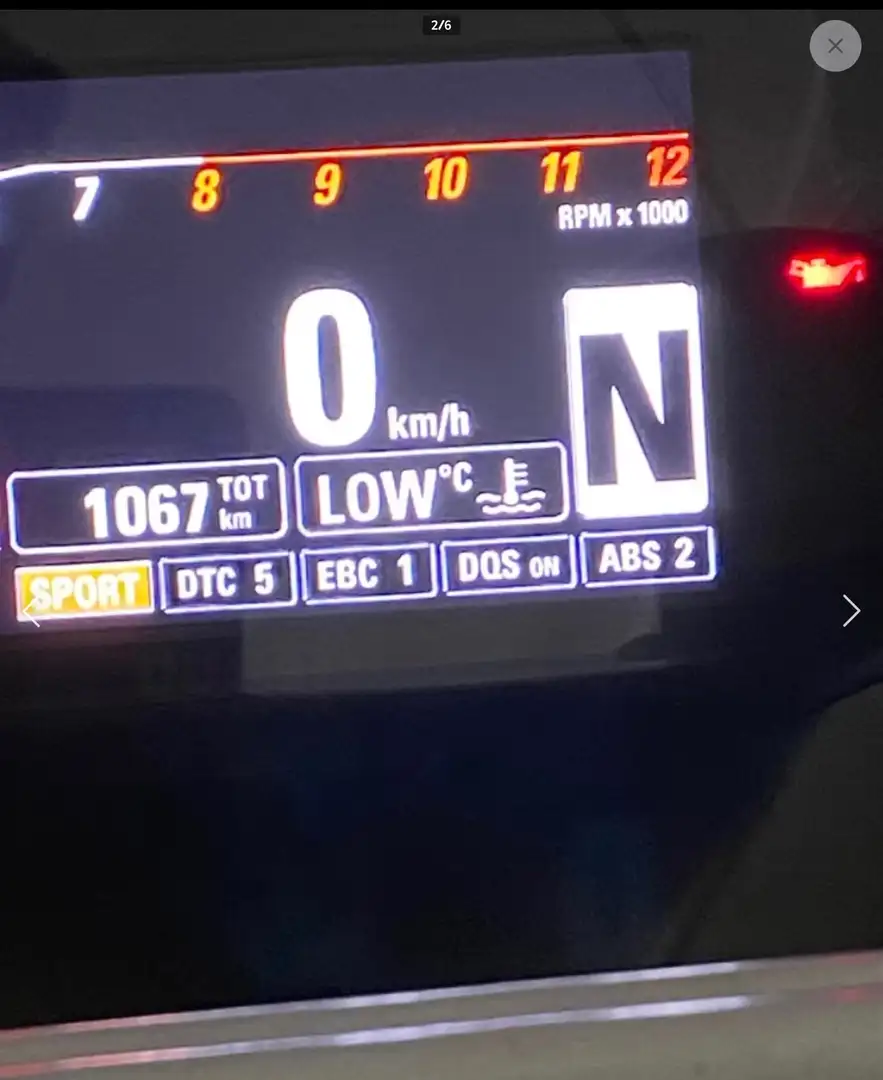 2/6
7 8 9 10 11 12
RPM x 1000
0 km/h
N
1067 TOT km
LOW °C
SPORT DTC 5 EBC 1 DQS ON ABS 2